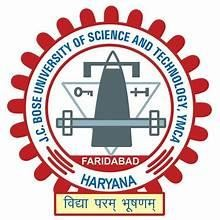 J.C. BOSE UNIVERSITY OF SCIENCE AND TECHNOLOGY, YMCA
FARIDABAD
HARYANA
विद्या परम् भूषणम्